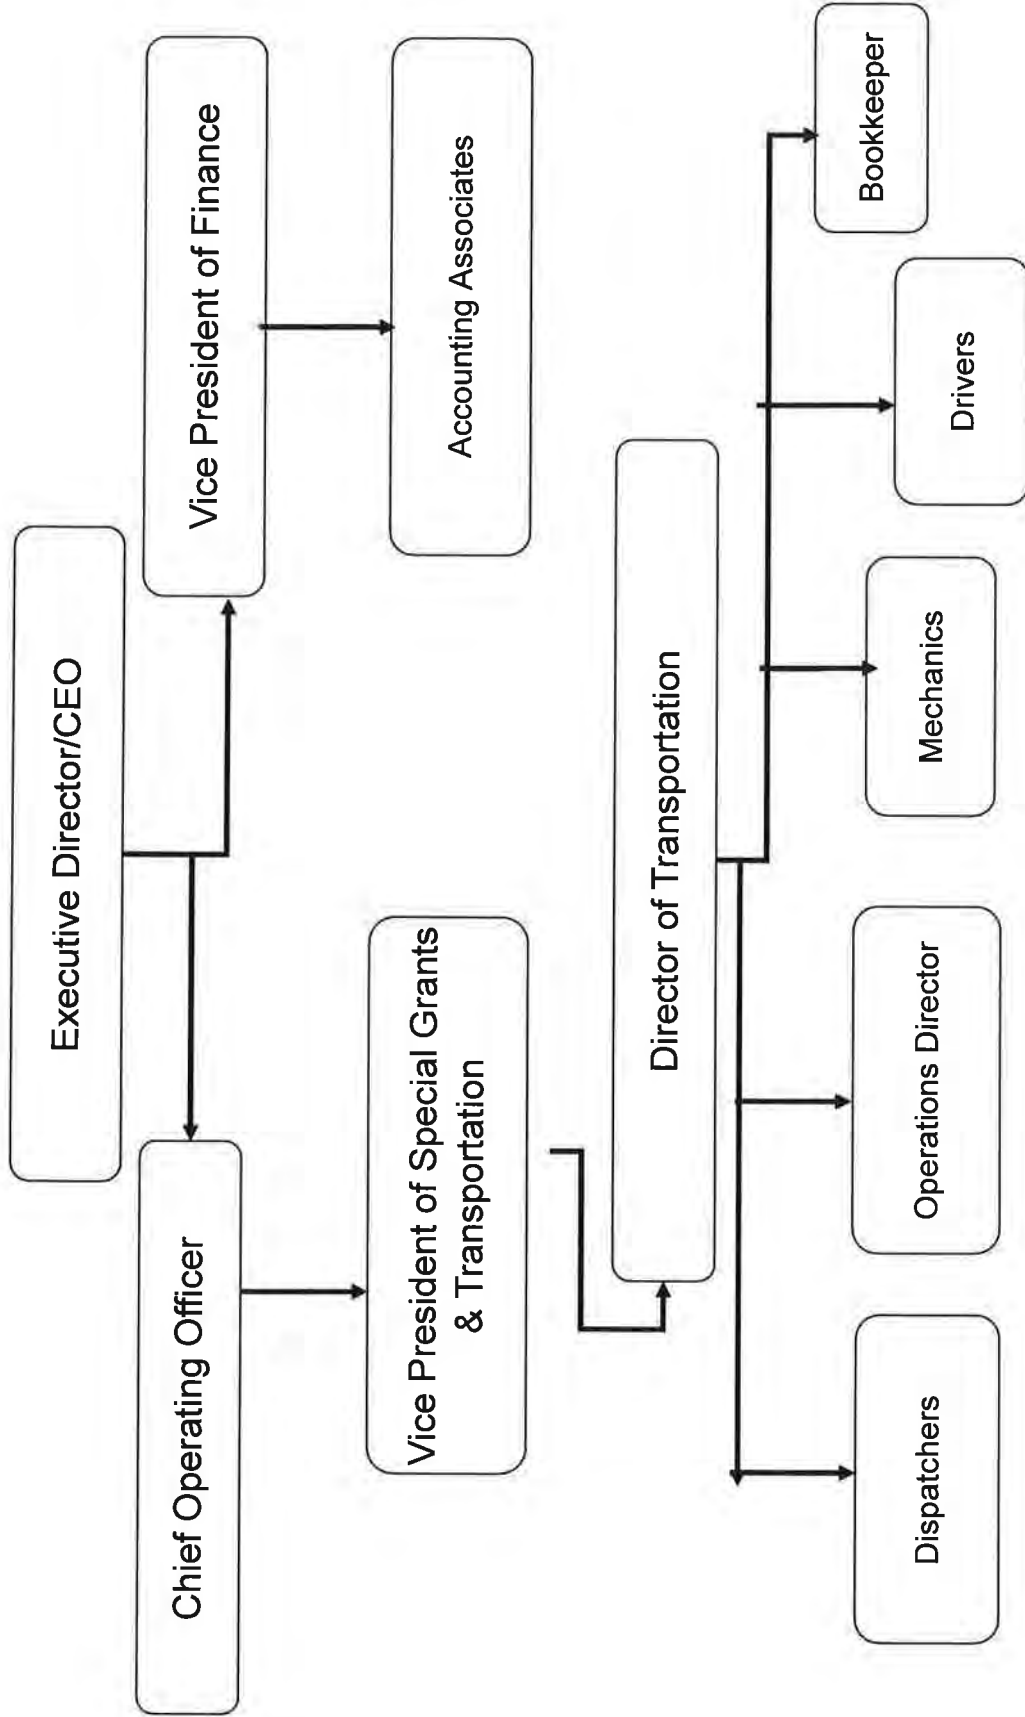 Executive Director/CEO
Chief Operating Officer
Vice President of Finance
Vice President of Special Grants
& Transportation
Accounting Associates
Director of Transportation
Dispatchers
Operations Director
Mechanics
Drivers
Bookkeeper